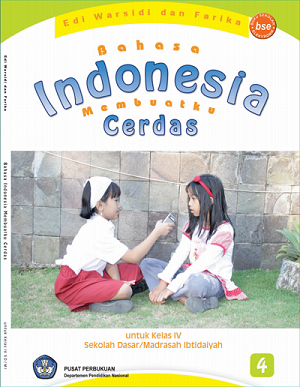 Edi Warsidi dan Farika
bse
Bahasa
Indonesia
Membuatku
Cerdas
untuk Kelas IV
Sekolah Dasar/Madrasah Ibtidaiyah
PUSAT PERBUKUAN
Departemen Pendidikan Nasional
4
Edi Warsidi dan Farika
Bahasa Indonesia Membuatku Cerdas